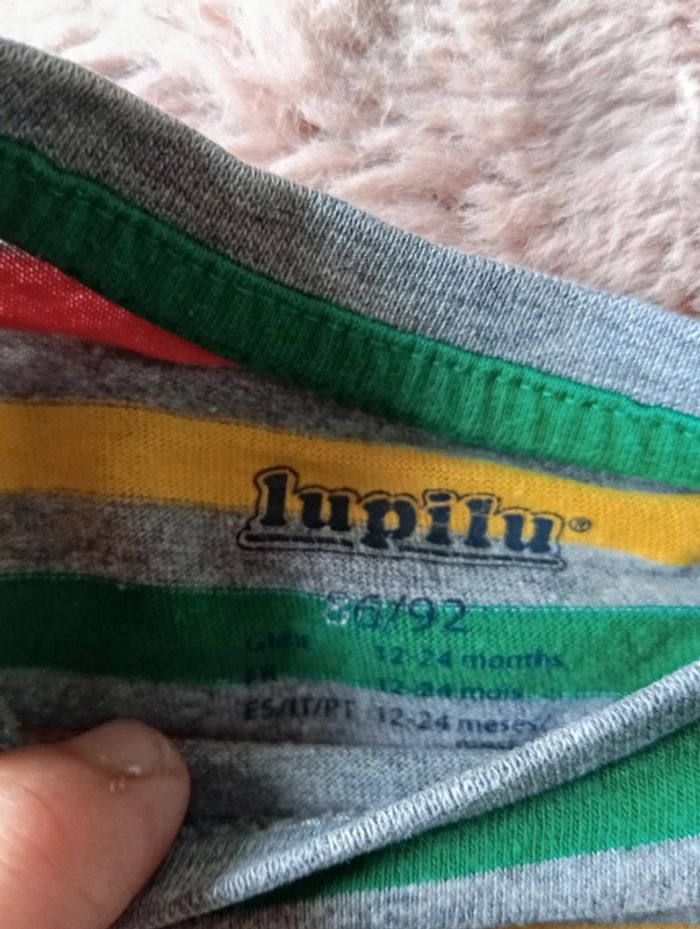 lupilu®
86/92
GB/IE 12-24 months
FR 12-24 mois
ES/IT/PT 12-24 meses/